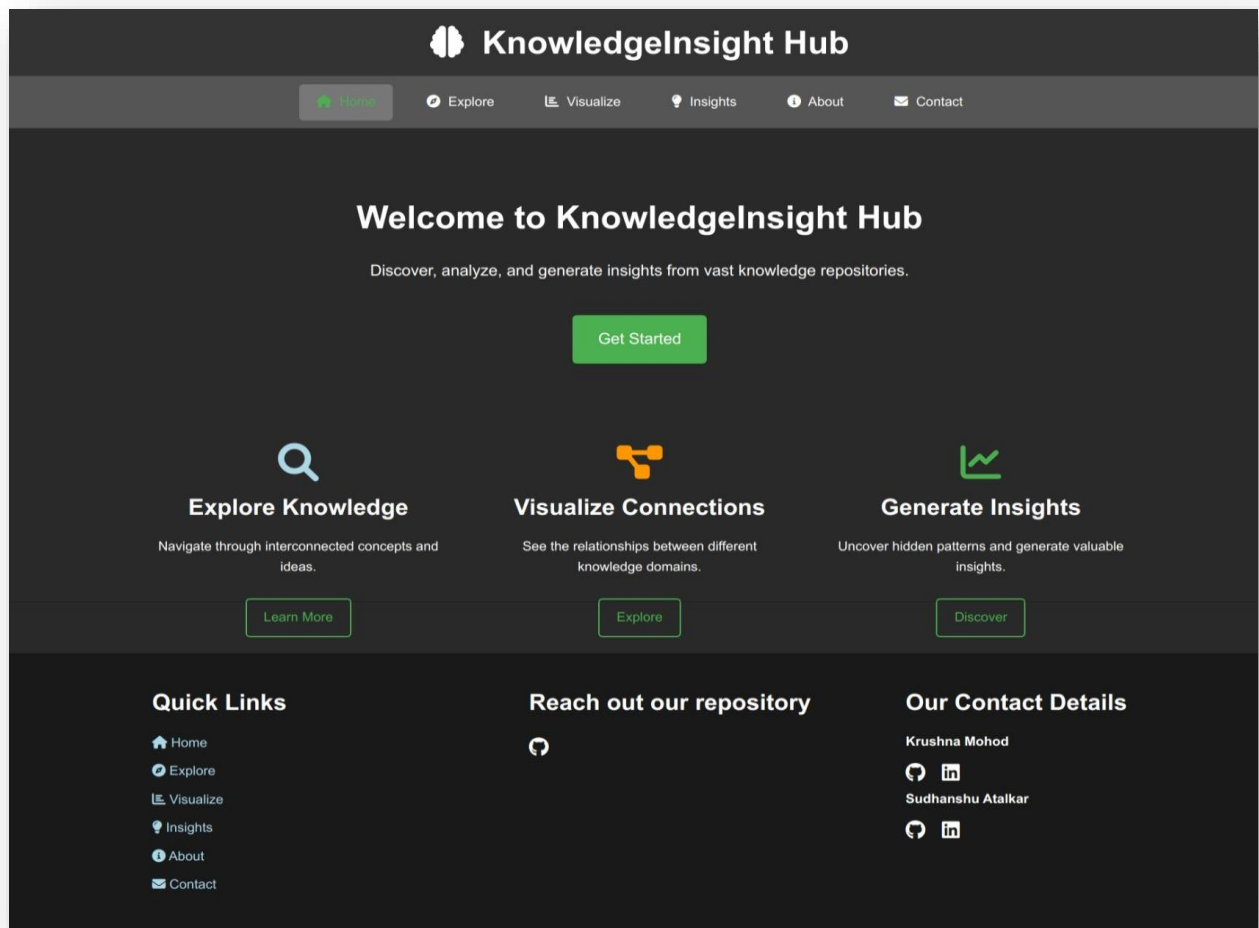 KnowledgeInsight Hub
Home Explore Visualize Insights About Contact
Welcome to KnowledgeInsight Hub
Discover, analyze, and generate insights from vast knowledge repositories.
Get Started
Explore Knowledge
Navigate through interconnected concepts and
ideas.
Learn More
Visualize Connections
See the relationships between different
knowledge domains.
Explore
Generate Insights
Uncover hidden patterns and generate valuable
insights.
Discover
Quick Links
Home
Explore
Visualize
Insights
About
Contact
Reach out our repository
Our Contact Details
Krushna Mohod
in
Sudhanshu Atalkar
in